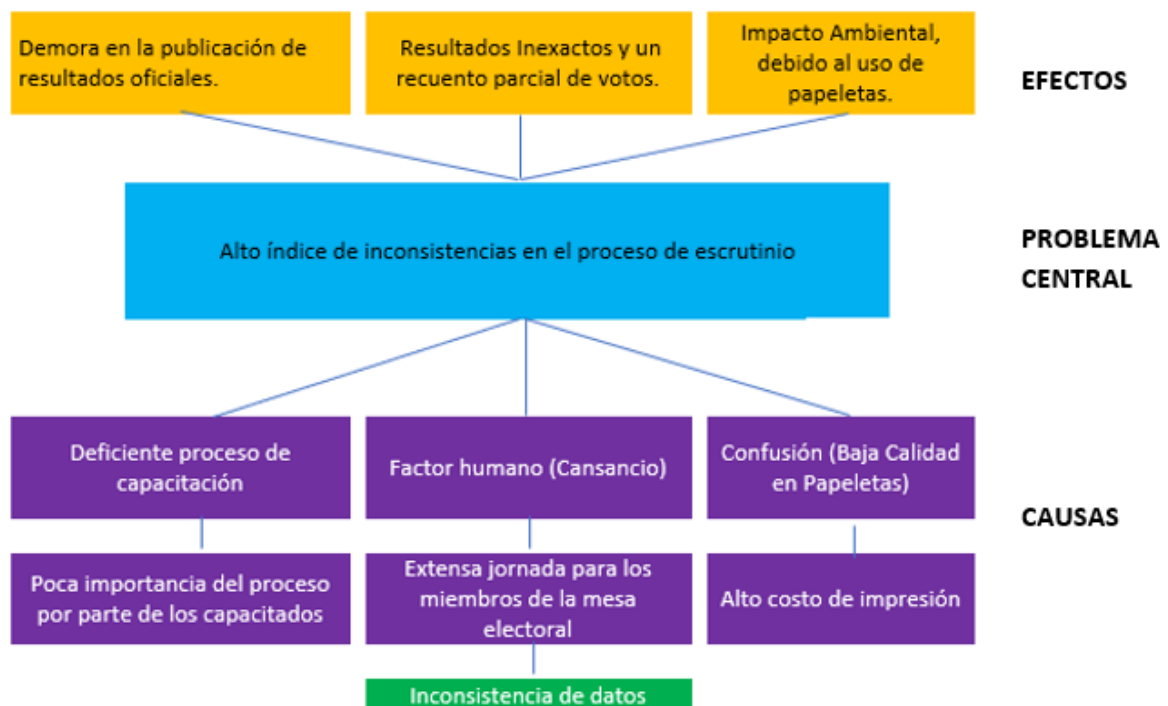 Demora en la publicación de
resultados oficiales.
Resultados Inexactos y un
recuento parcial de votos.
Impacto Ambiental,
debido al uso de
papeletas.
EFECTOS
Alto índice de inconsistencias en el proceso de escrutinio
PROBLEMA
CENTRAL
Deficiente proceso de
capacitación
Factor humano (Cansancio)
Confusión (Baja Calidad
en Papeletas)
CAUSAS
Poca importancia del proceso
por parte de los capacitados
Extensa jornada para los
miembros de la mesa
electoral
Alto costo de impresión
Inconsistencia de datos